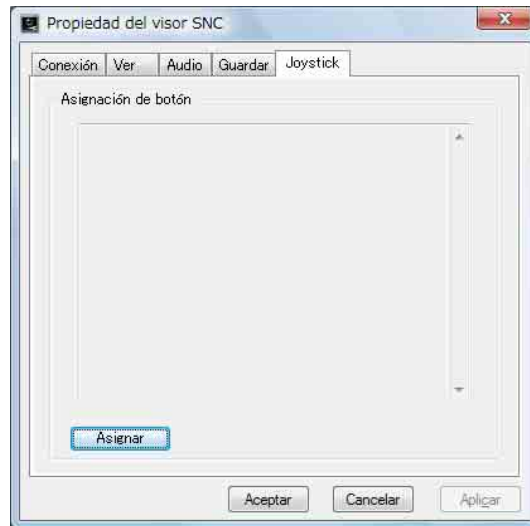 Propiedad del visor SNC
Conexión Ver Audio Guardar Joystick
Asignación de botón
Asignar
Aceptar Cancelar Aplicar